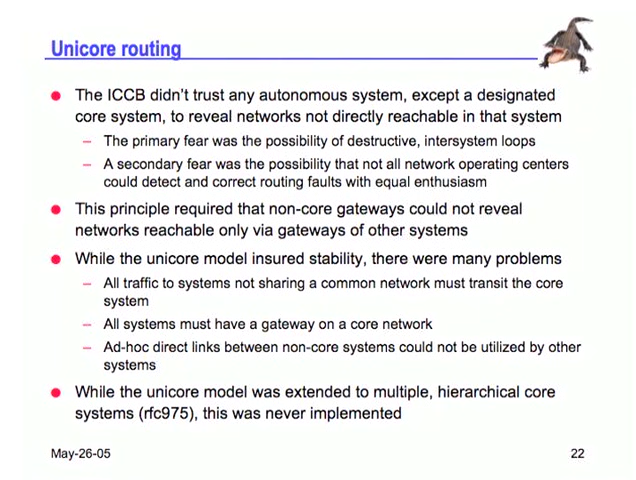 Unicore routing
The ICCB didn't trust any autonomous system, except a designated
core system, to reveal networks not directly reachable in that system
– The primary fear was the possibility of destructive, intersystem loops
– A secondary fear was the possibility that not all network operating centers
could detect and correct routing faults with equal enthusiasm
This principle required that non-core gateways could not reveal
networks reachable only via gateways of other systems
While the unicore model insured stability, there were many problems
– All traffic to systems not sharing a common network must transit the core
system
– All systems must have a gateway on a core network
– Ad-hoc direct links between non-core systems could not be utilized by other
systems
While the unicore model was extended to multiple, hierarchical core
systems (rfc975), this was never implemented
May-26-05
22